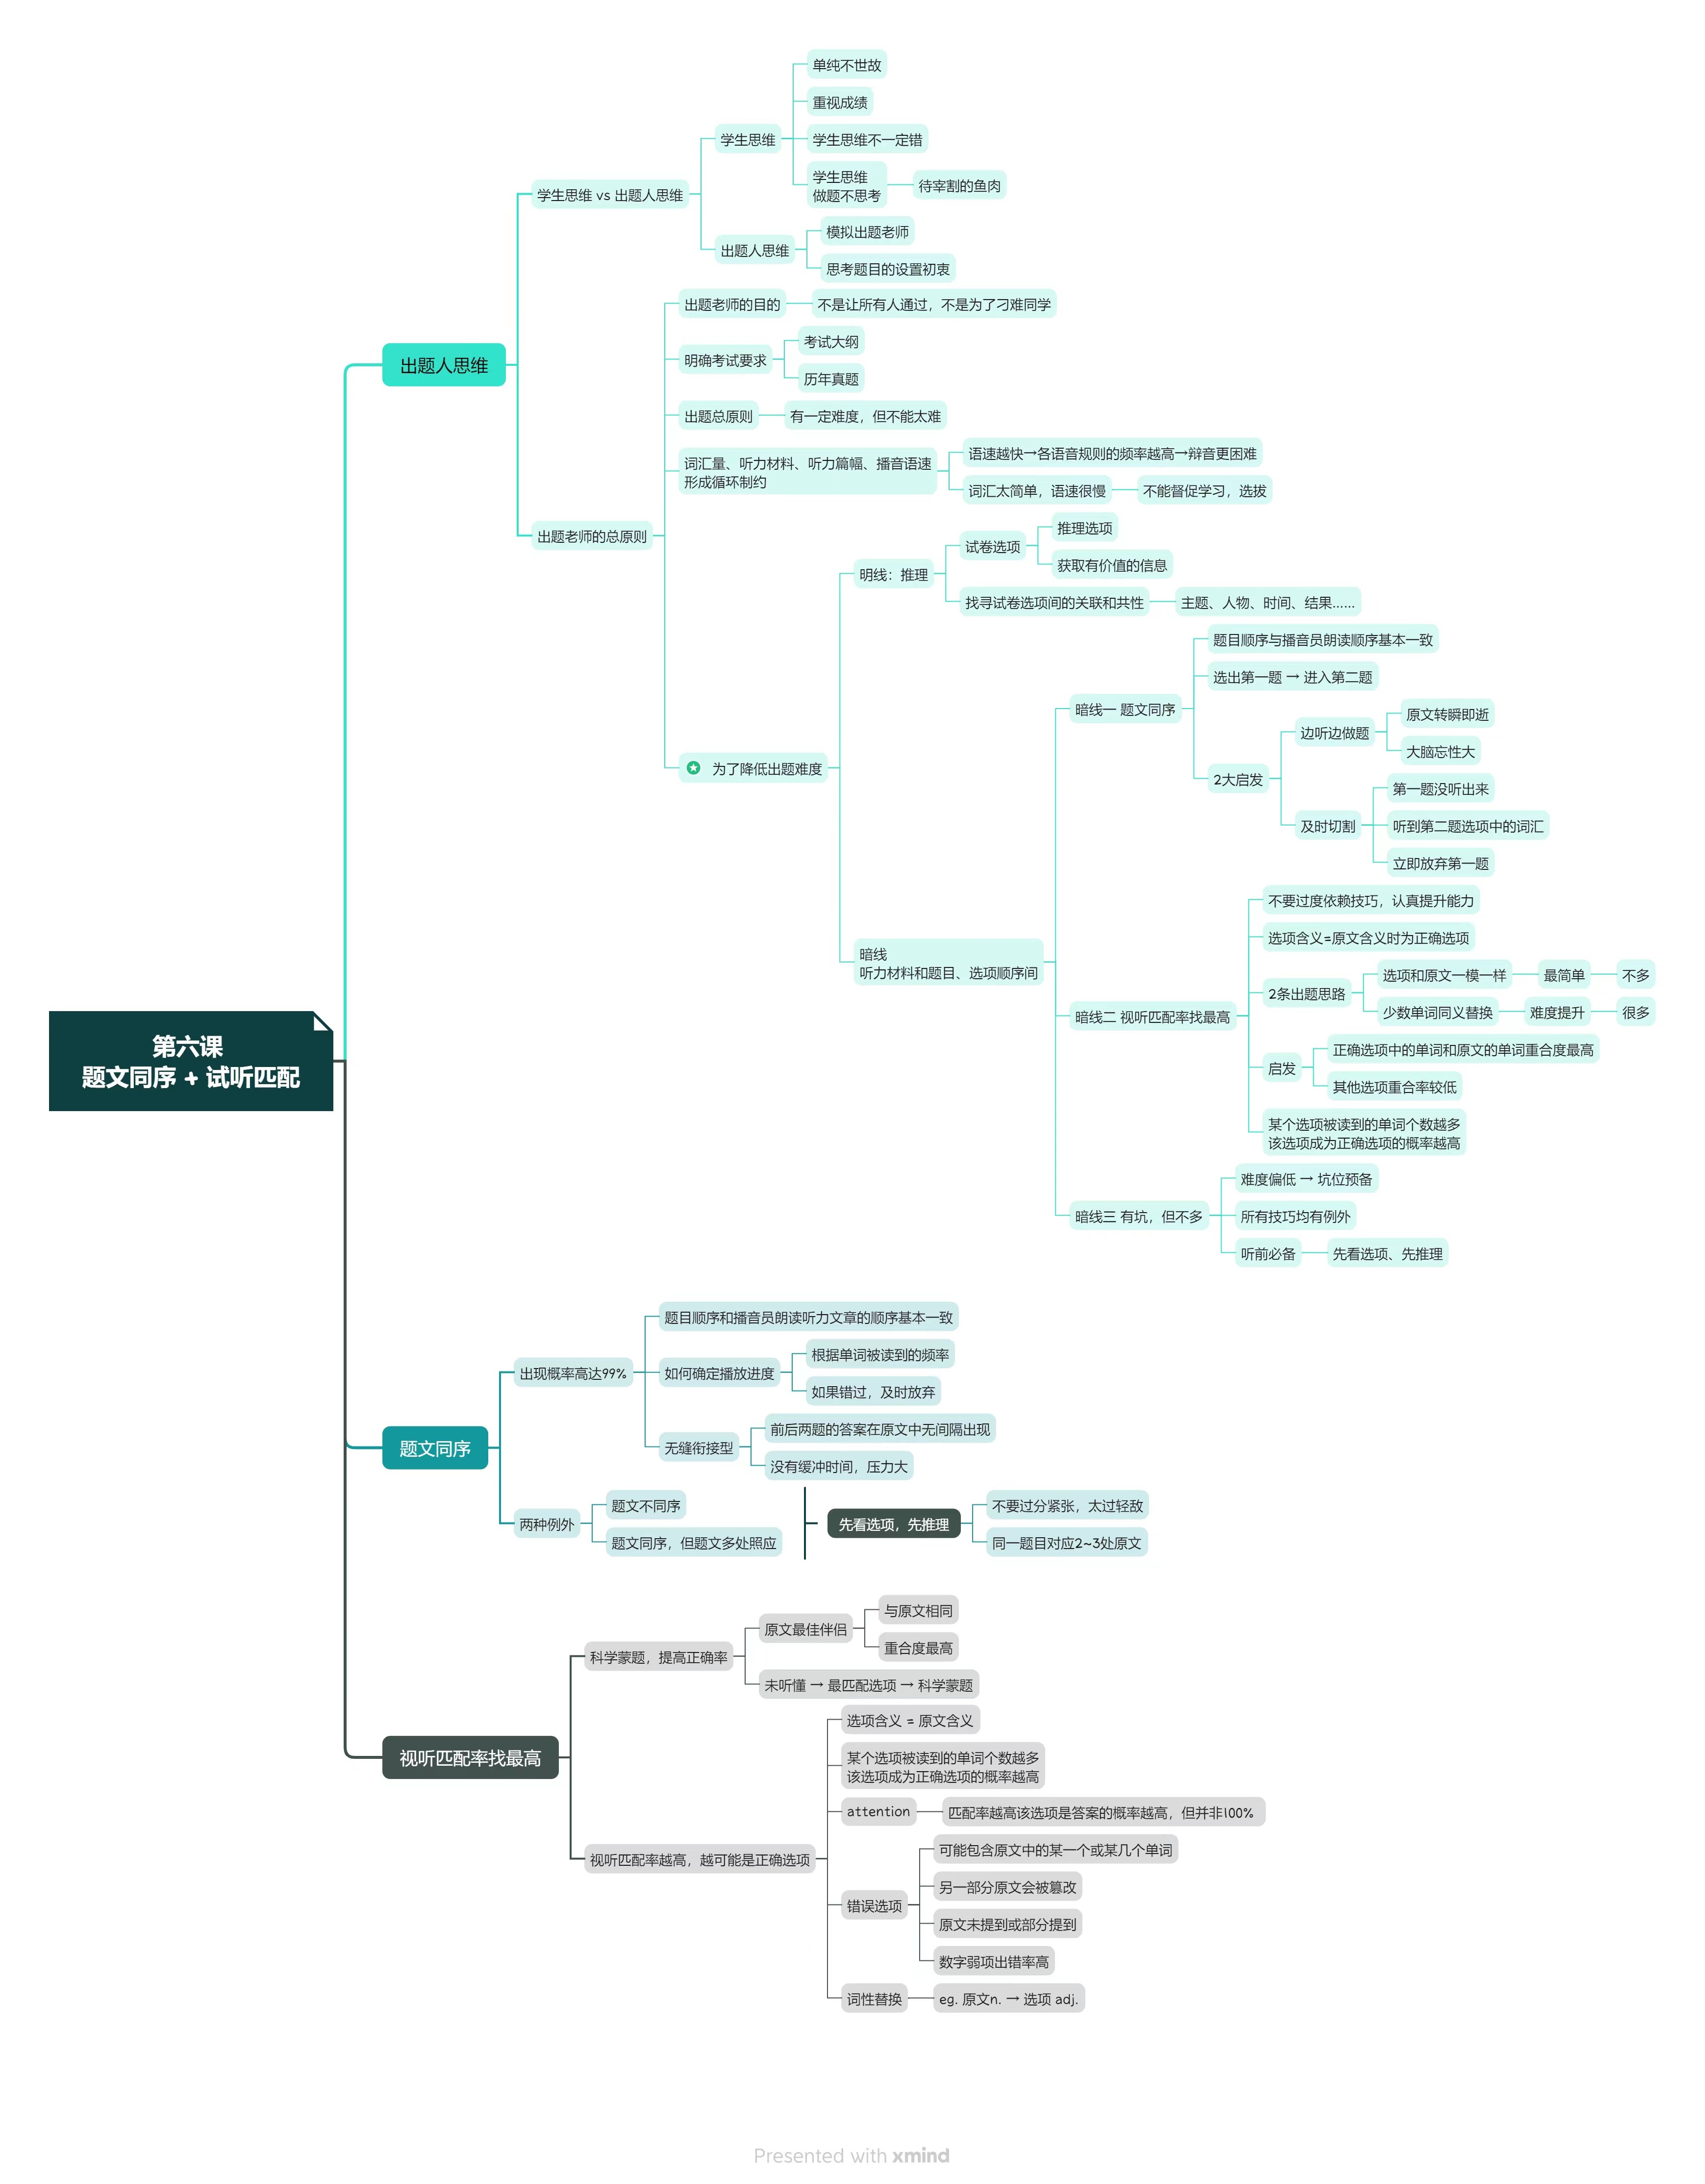 第六课
题文同序 + 试听匹配
出题人思维
学生思维 vs 出题人思维
学生思维
单纯不世故
重视成绩
学生思维不一定错
学生思维
做题不思考
待宰割的鱼肉
出题人思维
模拟出题老师
思考题目的设置初衷
出题老师的总原则
出题老师的目的
不是让所有人通过，不是为了刁难同学
明确考试要求
考试大纲
历年真题
出题总原则
有一定难度，但不能太难
词汇量、听力材料、听力篇幅、播音语速
形成循环制约
语速越快→各语音规则的频率越高→辩音更困难
词汇太简单，语速很慢
不能督促学习，选拔
为了降低出题难度
明线：推理
试卷选项
推理选项
获取有价值的信息
找寻试卷选项间的关联和共性
主题、人物、时间、结果......
暗线
听力材料和题目、选项顺序间
暗线一 题文同序
题目顺序与播音员朗读顺序基本一致
选出第一题 → 进入第二题
2大启发
边听边做题
原文转瞬即逝
大脑忘性大
及时切割
第一题没听出来
听到第二题选项中的词汇
立即放弃第一题
暗线二 视听匹配率找最高
不要过度依赖技巧，认真提升能力
选项含义=原文含义时为正确选项
2条出题思路
选项和原文一模一样
最简单
不多
少数单词同义替换
难度提升
很多
启发
正确选项中的单词和原文的单词重合度最高
其他选项重合率较低
某个选项被读到的单词个数越多
该选项成为正确选项的概率越高
暗线三 有坑，但不多
难度偏低 → 坑位预备
所有技巧均有例外
听前必备
先看选项、先推理
题文同序
出现概率高达99%
题目顺序和播音员朗读听力文章的顺序基本一致
如何确定播放进度
根据单词被读到的频率
如果错过，及时放弃
无缝衔接型
前后两题的答案在原文中无间隔出现
没有缓冲时间，压力大
两种例外
题文不同序
题文同序，但题文多处照应
先看选项，先推理
不要过分紧张，太过轻敌
同一题目对应2~3处原文
视听匹配率找最高
科学蒙题，提高正确率
原文最佳伴侣
与原文相同
重合度最高
未听懂 → 最匹配选项 → 科学蒙题
视听匹配率越高，越可能是正确选项
选项含义 = 原文含义
某个选项被读到的单词个数越多
该选项成为正确选项的概率越高
attention
匹配率越高该选项是答案的概率越高，但并非100%
错误选项
可能包含原文中的某一个或某几个单词
另一部分原文会被篡改
原文未提到或部分提到
数字弱项出错率高
词性替换
eg. 原文n. → 选项 adj.
Presented with xmind